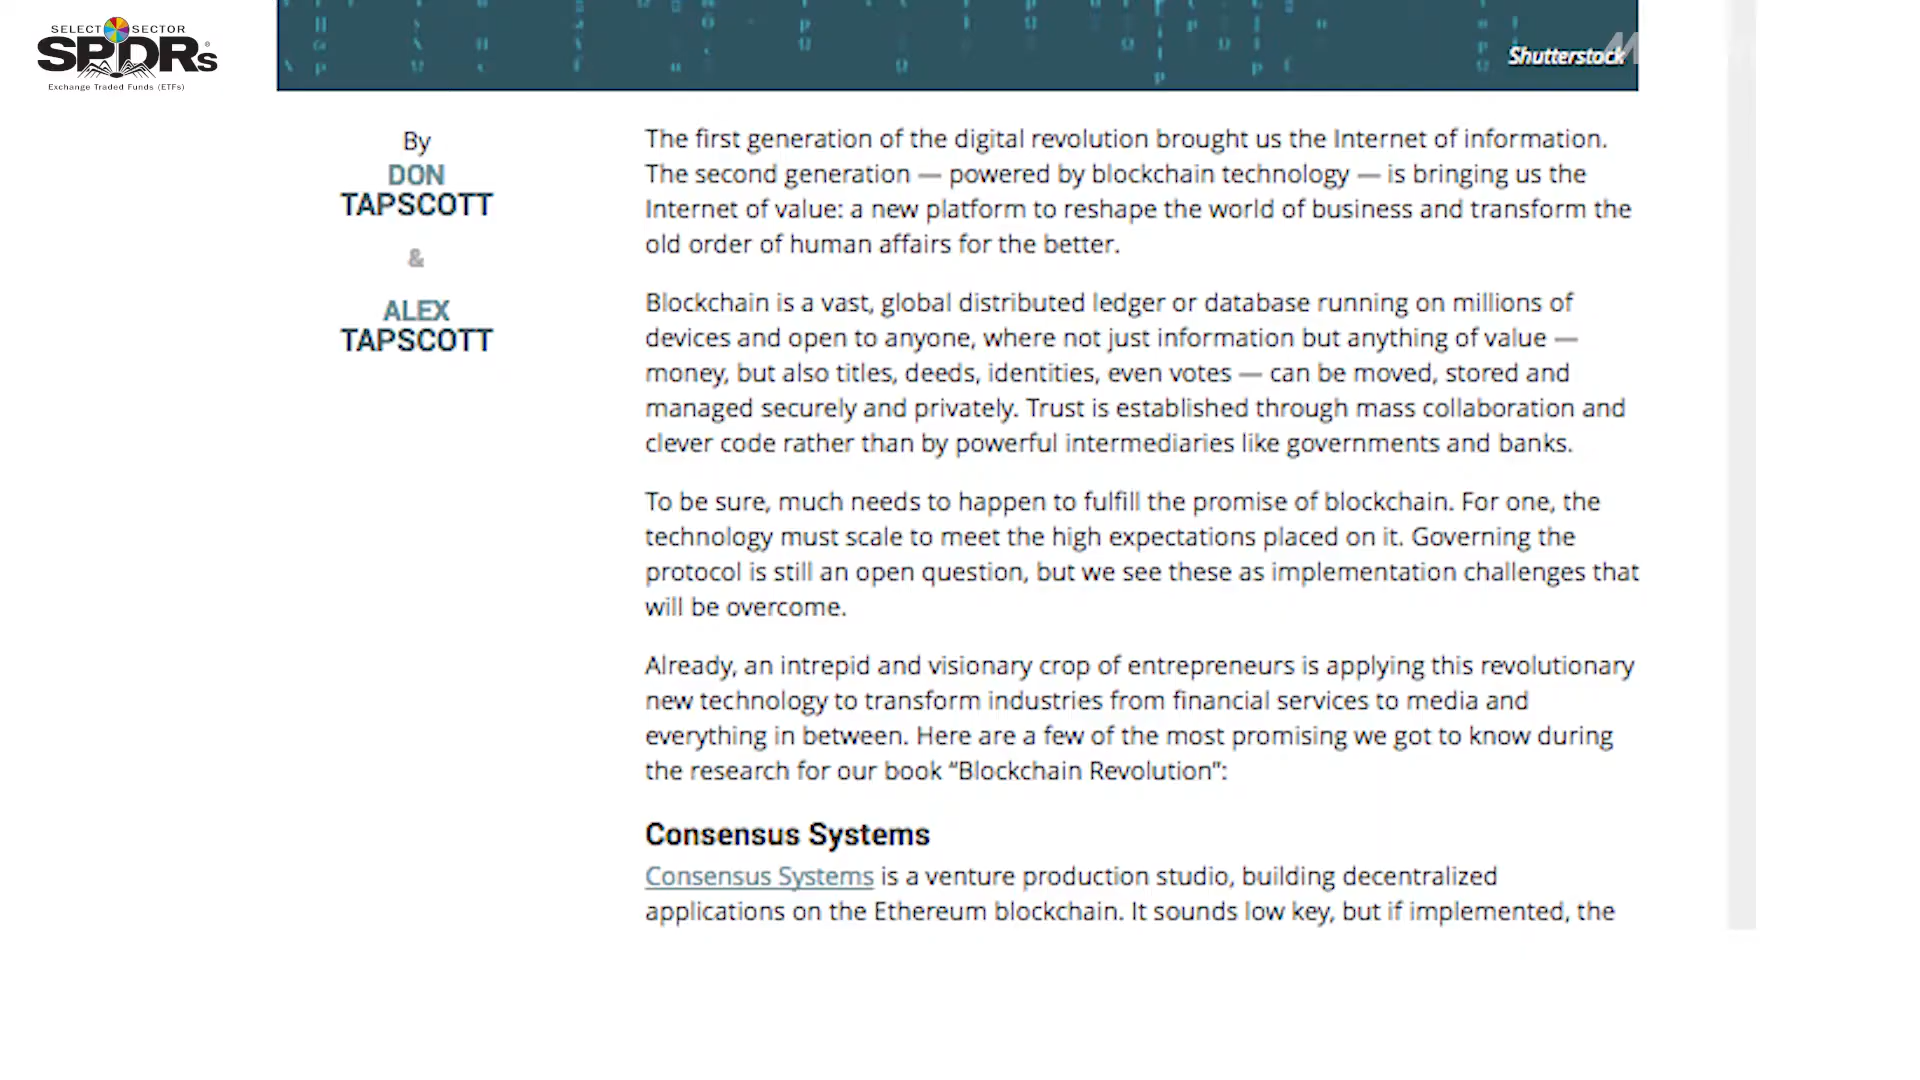 SELECT SECTOR
SPDRs®
Exchange Traded Funds (ETFs)
Shutterstock
By
DON
TAPSCOTT
&
ALEX
TAPSCOTT
The first generation of the digital revolution brought us the Internet of information.
The second generation — powered by blockchain technology — is bringing us the
Internet of value: a new platform to reshape the world of business and transform the
old order of human affairs for the better.
Blockchain is a vast, global distributed ledger or database running on millions of
devices and open to anyone, where not just information but anything of value —
money, but also titles, deeds, identities, even votes — can be moved, stored and
managed securely and privately. Trust is established through mass collaboration and
clever code rather than by powerful intermediaries like governments and banks.
To be sure, much needs to happen to fulfill the promise of blockchain. For one, the
technology must scale to meet the high expectations placed on it. Governing the
protocol is still an open question, but we see these as implementation challenges that
will be overcome.
Already, an intrepid and visionary crop of entrepreneurs is applying this revolutionary
new technology to transform industries from financial services to media and
everything in between. Here are a few of the most promising we got to know during
the research for our book “Blockchain Revolution”:
Consensus Systems
Consensus Systems is a venture production studio, building decentralized
applications on the Ethereum blockchain. It sounds low key, but if implemented, the